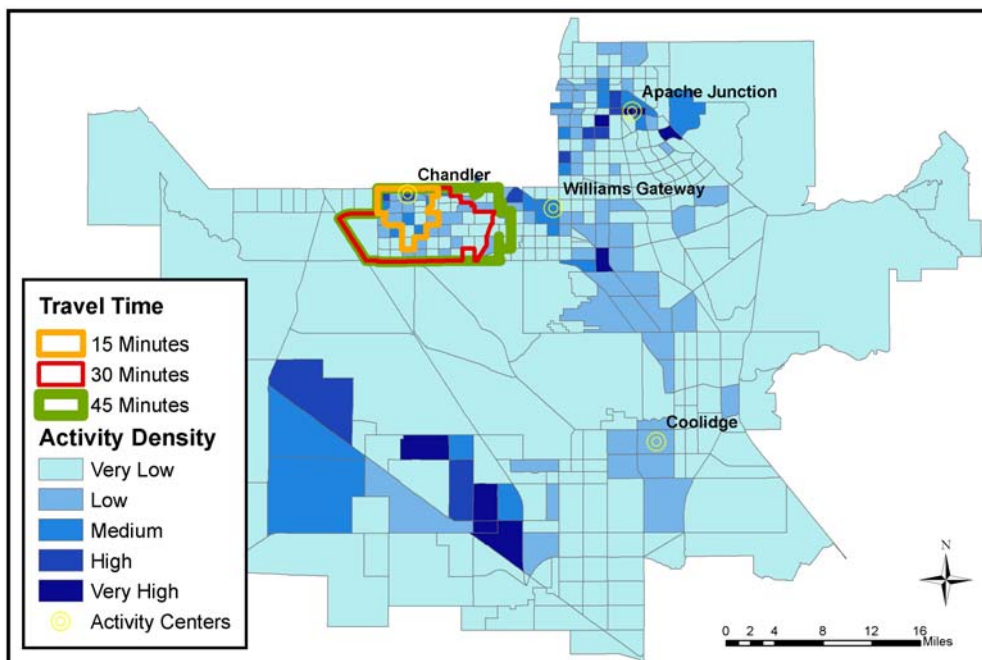 Apache Junction
Chandler
Williams Gateway
Coolidge
Travel Time
15 Minutes
30 Minutes
45 Minutes
Activity Density
Very Low
Low
Medium
High
Very High
Activity Centers
N
0 2 4 8 12 16
Miles